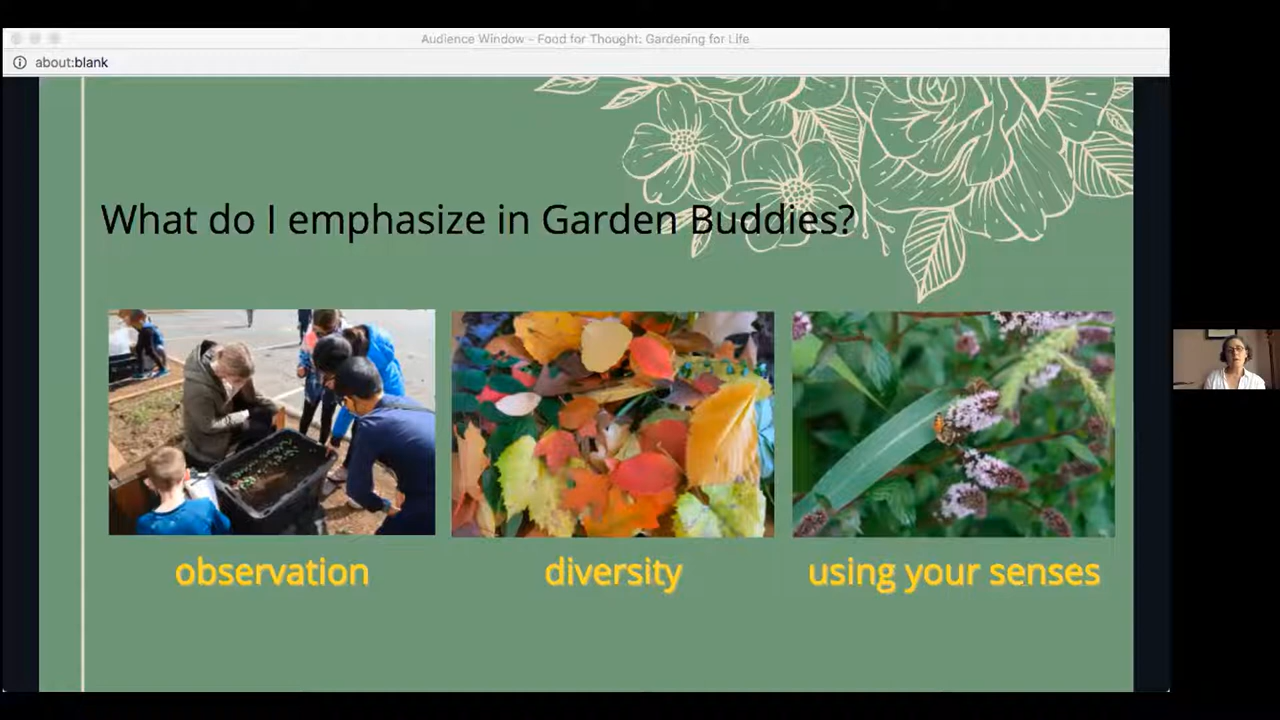 Audience Window - Food for Thought: Gardening for Life
about:blank
What do I emphasize in Garden Buddies?
observation
diversity
using your senses